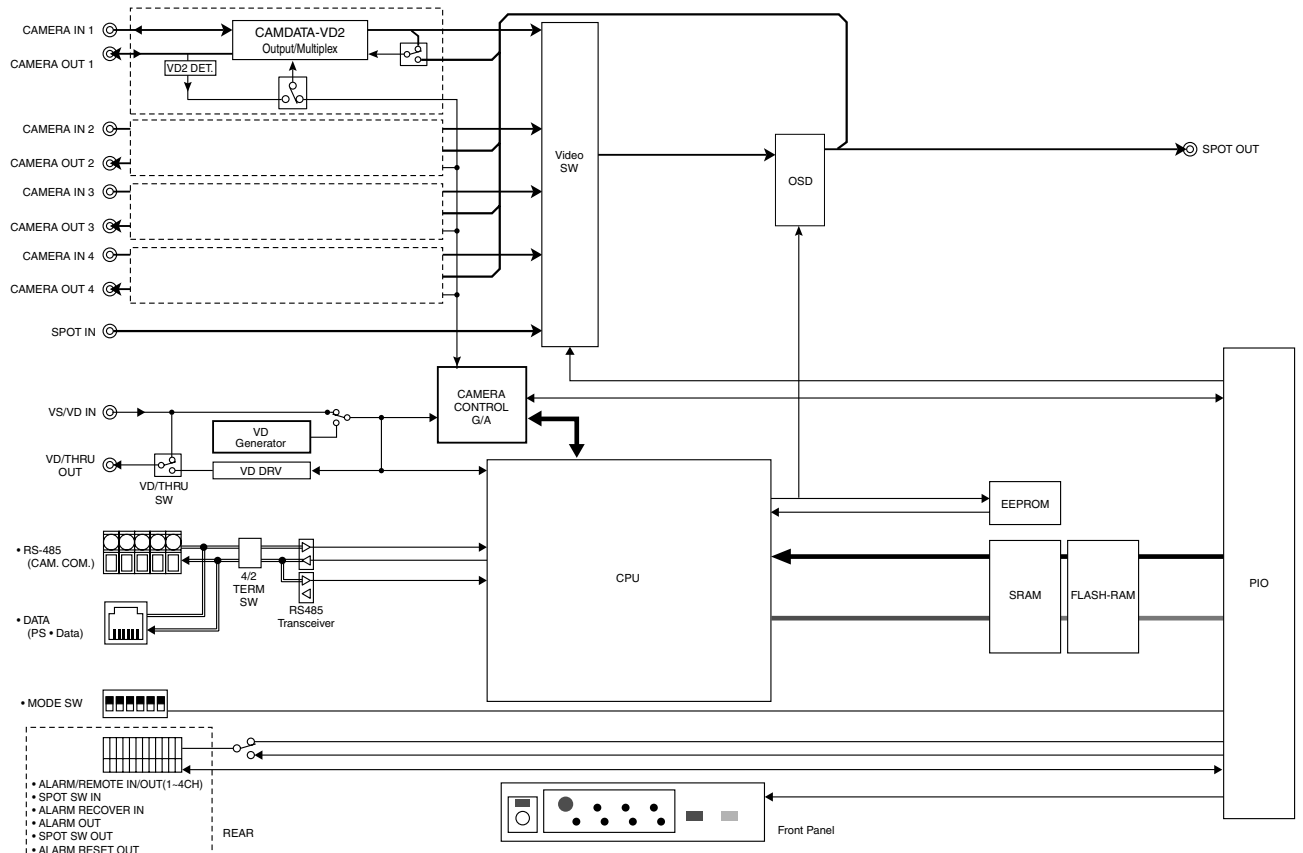 CAMERA IN 1
CAMERA OUT 1
CAMDATA-VD2
Output/Multiplex
VD2 DET.
CAMERA IN 2
CAMERA OUT 2
CAMERA IN 3
CAMERA OUT 3
CAMERA IN 4
CAMERA OUT 4
SPOT IN
Video
SW
OSD
SPOT OUT
VS/VD IN
CAMERA
CONTROL
G/A
VD
Generator
VD/THRU
OUT
VD DRV
VD/THRU
SW
• RS-485
(CAM. COM.)
4/2
TERM
SW
RS485
Transceiver
• DATA
(PS • Data)
CPU
EEPROM
SRAM
FLASH-RAM
PIO
• MODE SW
• ALARM/REMOTE IN/OUT(1~4CH)
• SPOT SW IN
• ALARM RECOVER IN
• ALARM OUT
• SPOT SW OUT
• ALARM RESET OUT
REAR
Front Panel